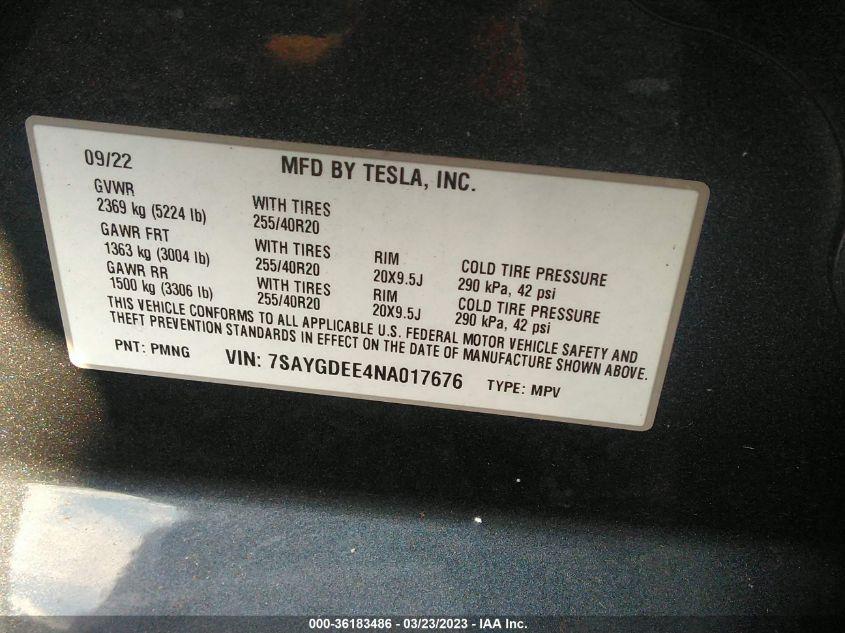 09/22 MFD BY TESLA, INC.
GVWR
2369 kg (5224 lb) WITH TIRES
255/40R20
GAWR FRT
1363 kg (3004 lb) WITH TIRES RIM COLD TIRE PRESSURE
255/40R20 20X9.5J 290 kPa, 42 psi
GAWR RR
1500 kg (3306 lb) WITH TIRES RIM COLD TIRE PRESSURE
255/40R20 20X9.5J 290 kPa, 42 psi
THIS VEHICLE CONFORMS TO ALL APPLICABLE U.S. FEDERAL MOTOR VEHICLE SAFETY AND
THEFT PREVENTION STANDARDS IN EFFECT ON THE DATE OF MANUFACTURE SHOWN ABOVE.
PNT: PMNG VIN: 7SAYGDEE4NA017676 TYPE: MPV
000-36183486 - 03/23/2023 - IAA Inc.